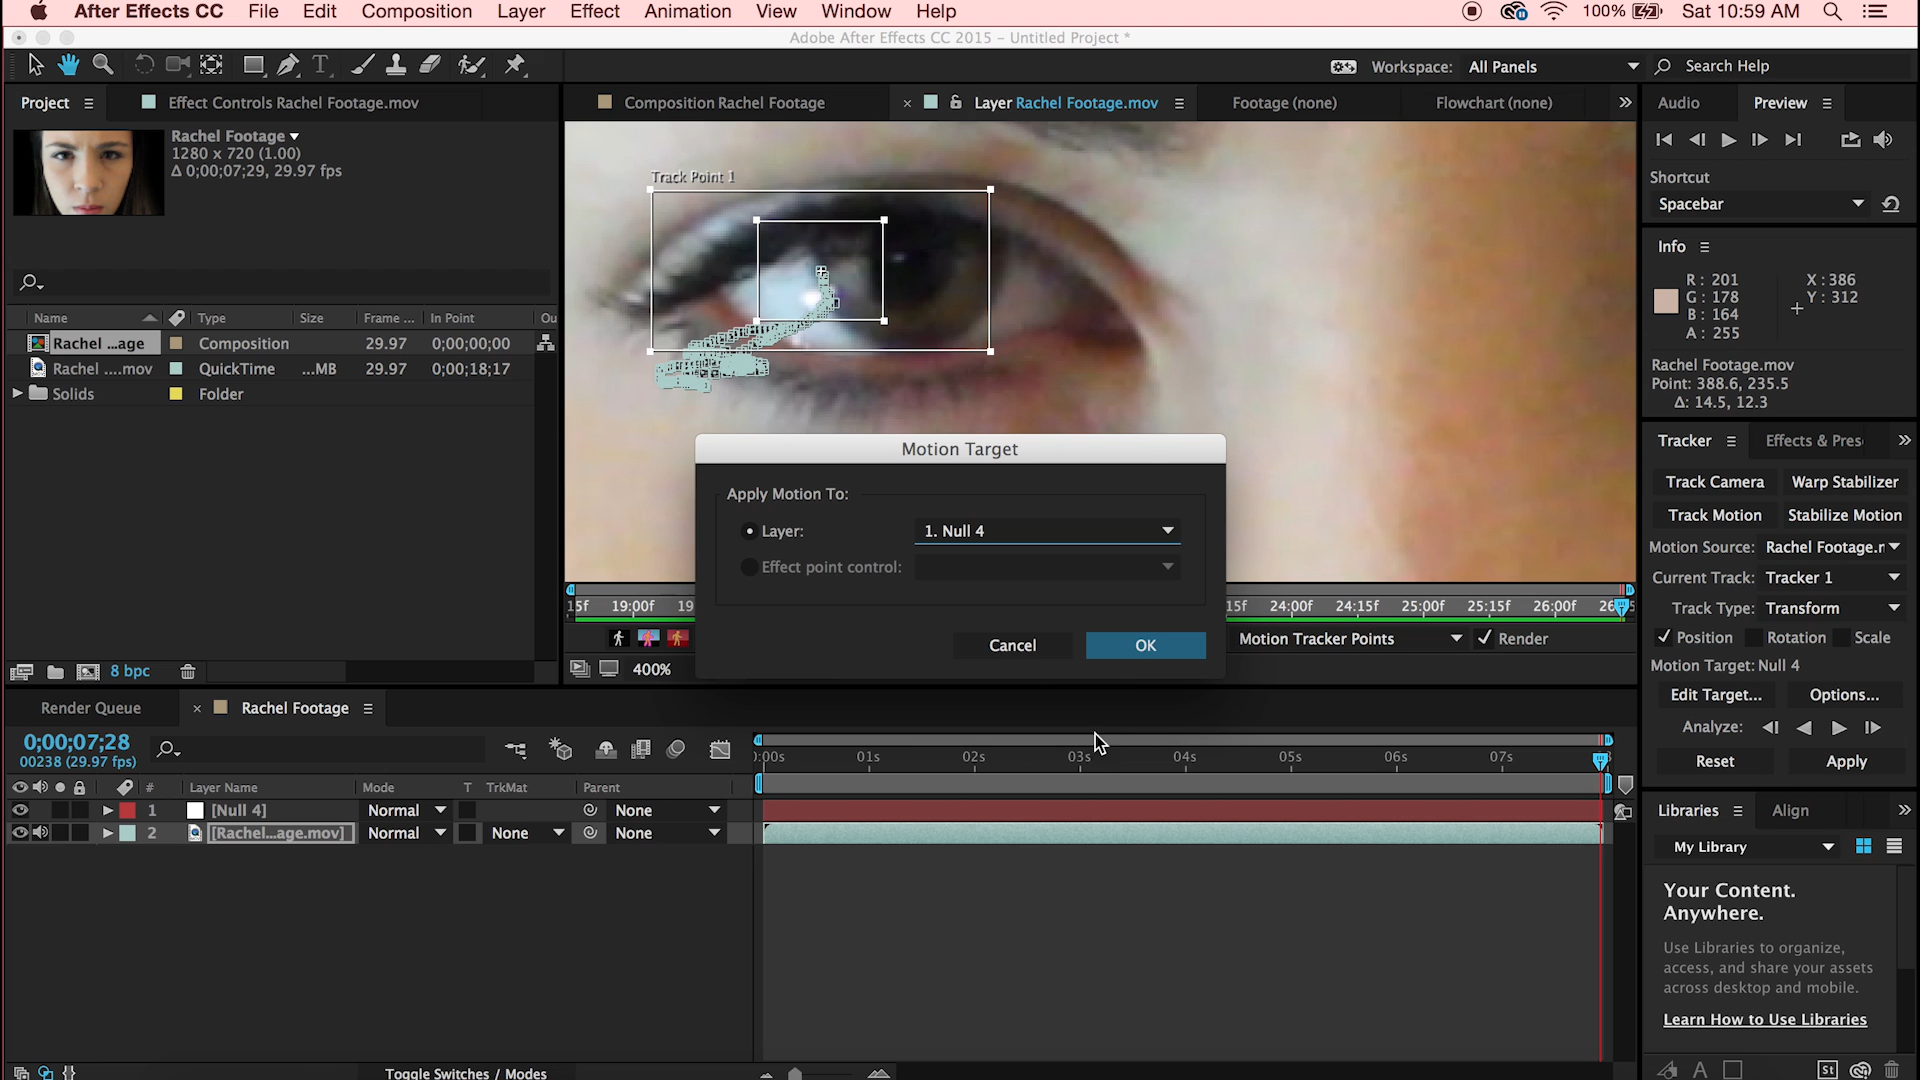 After Effects CC File Edit Composition Layer Effect Animation View Window Help 100% Sat 10:59 AM
Adobe After Effects CC 2015 – Untitled Project *
T Workspace: All Panels Search Help
Project Effect Controls Rachel Footage.mov
Rachel Footage
1280 x 720 (1.00)
Δ 0;00;07;29, 29.97 fps
Name Type Size Frame ... In Point Ou
Rachel ...age Composition 29.97 0;00;00;00
Rachel ....mov QuickTime ...MB 29.97 0;00;18;17
Solids Folder
8 bpc
Composition Rachel Footage × Layer Rachel Footage.mov Footage (none) Flowchart (none) »
Track Point 1
Motion Target
Apply Motion To:
Layer: 1. Null 4
Effect point control:
Cancel OK
15f 19:00f 19 15f 24:00f 24:15f 25:00f 25:15f 26:00f
Motion Tracker Points Render
400%
Audio Preview
Shortcut
Spacebar
Info
R : 201 X : 386
G : 178 Y : 312
B : 164
A : 255
Rachel Footage.mov
Point: 388.6, 235.5
Δ: 14.5, 12.3
Tracker Effects & Pres »
Track Camera Warp Stabilizer
Track Motion Stabilize Motion
Motion Source: Rachel Footage.r
Current Track: Tracker 1
Track Type: Transform
Position Rotation Scale
Motion Target: Null 4
Edit Target... Options...
Analyze:
Reset Apply
Libraries Align »
My Library
Your Content.
Anywhere.
Use Libraries to organize,
access, and share your assets
across desktop and mobile.
Learn How to Use Libraries
St
Render Queue × Rachel Footage
0;00;07;28
00238 (29.97 fps)
):00s 01s 02s 03s 04s 05s 06s 07s
# Layer Name Mode T TrkMat Parent
1 [Null 4] Normal None
2 [Rachel...age.mov] Normal None None
Toggle Switches / Modes